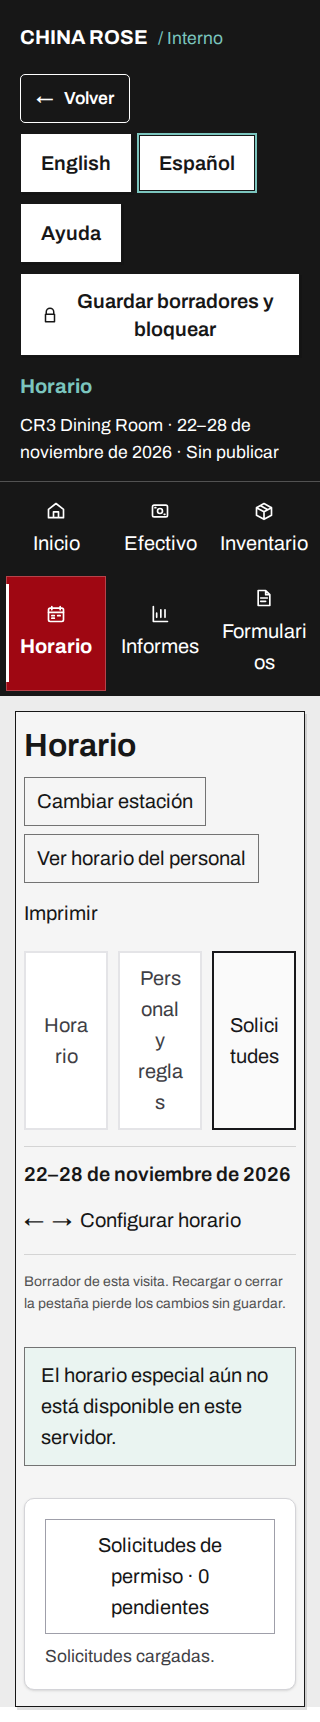 CHINA ROSE / Interno
← Volver
English Español
Ayuda
Guardar borradores y
bloquear
Horario
CR3 Dining Room · 22–28 de
noviembre de 2026 · Sin publicar
Inicio Efectivo Inventario
Horario Informes Formulari
os
Horario
Cambiar estación
Ver horario del personal
Imprimir
Hora
rio
Pers
onal
y
regla
s
Solici
tudes
22–28 de noviembre de 2026
← → Configurar horario
Borrador de esta visita. Recargar o cerrar
la pestaña pierde los cambios sin guardar.
El horario especial aún no
está disponible en este
servidor.
Solicitudes de
permiso · 0
pendientes
Solicitudes cargadas.